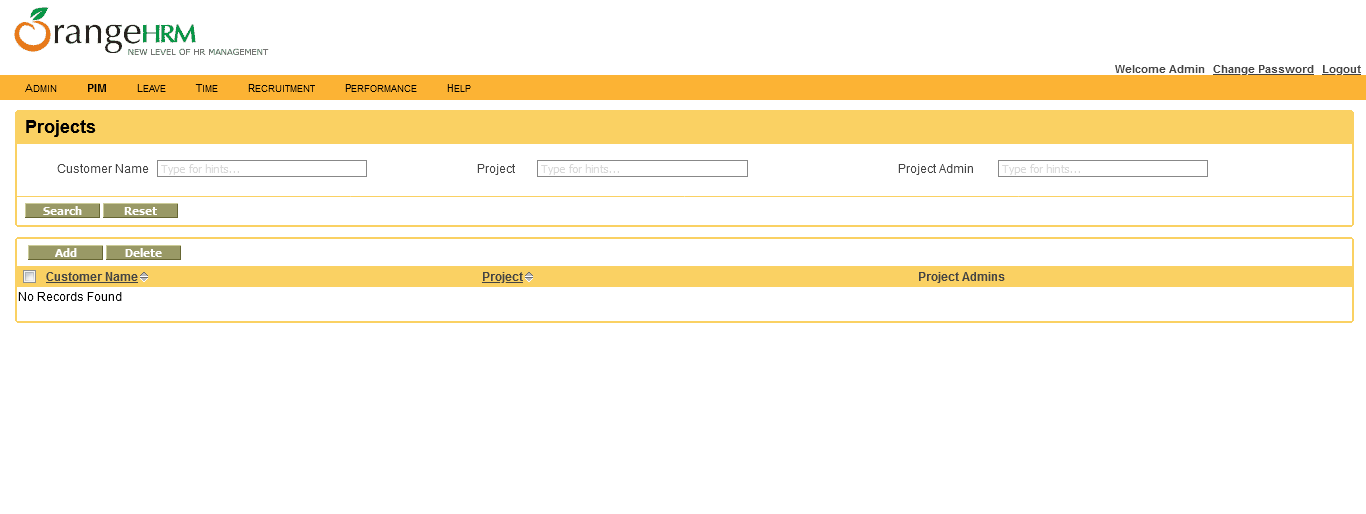 OrangeHRM
NEW LEVEL OF HR MANAGEMENT
Welcome Admin Change Password Logout
ADMIN PIM LEAVE TIME RECRUITMENT PERFORMANCE HELP
Projects
Customer Name Type for hints... Project Type for hints... Project Admin Type for hints...
Search Reset
Add Delete
Customer Name Project Project Admins
No Records Found